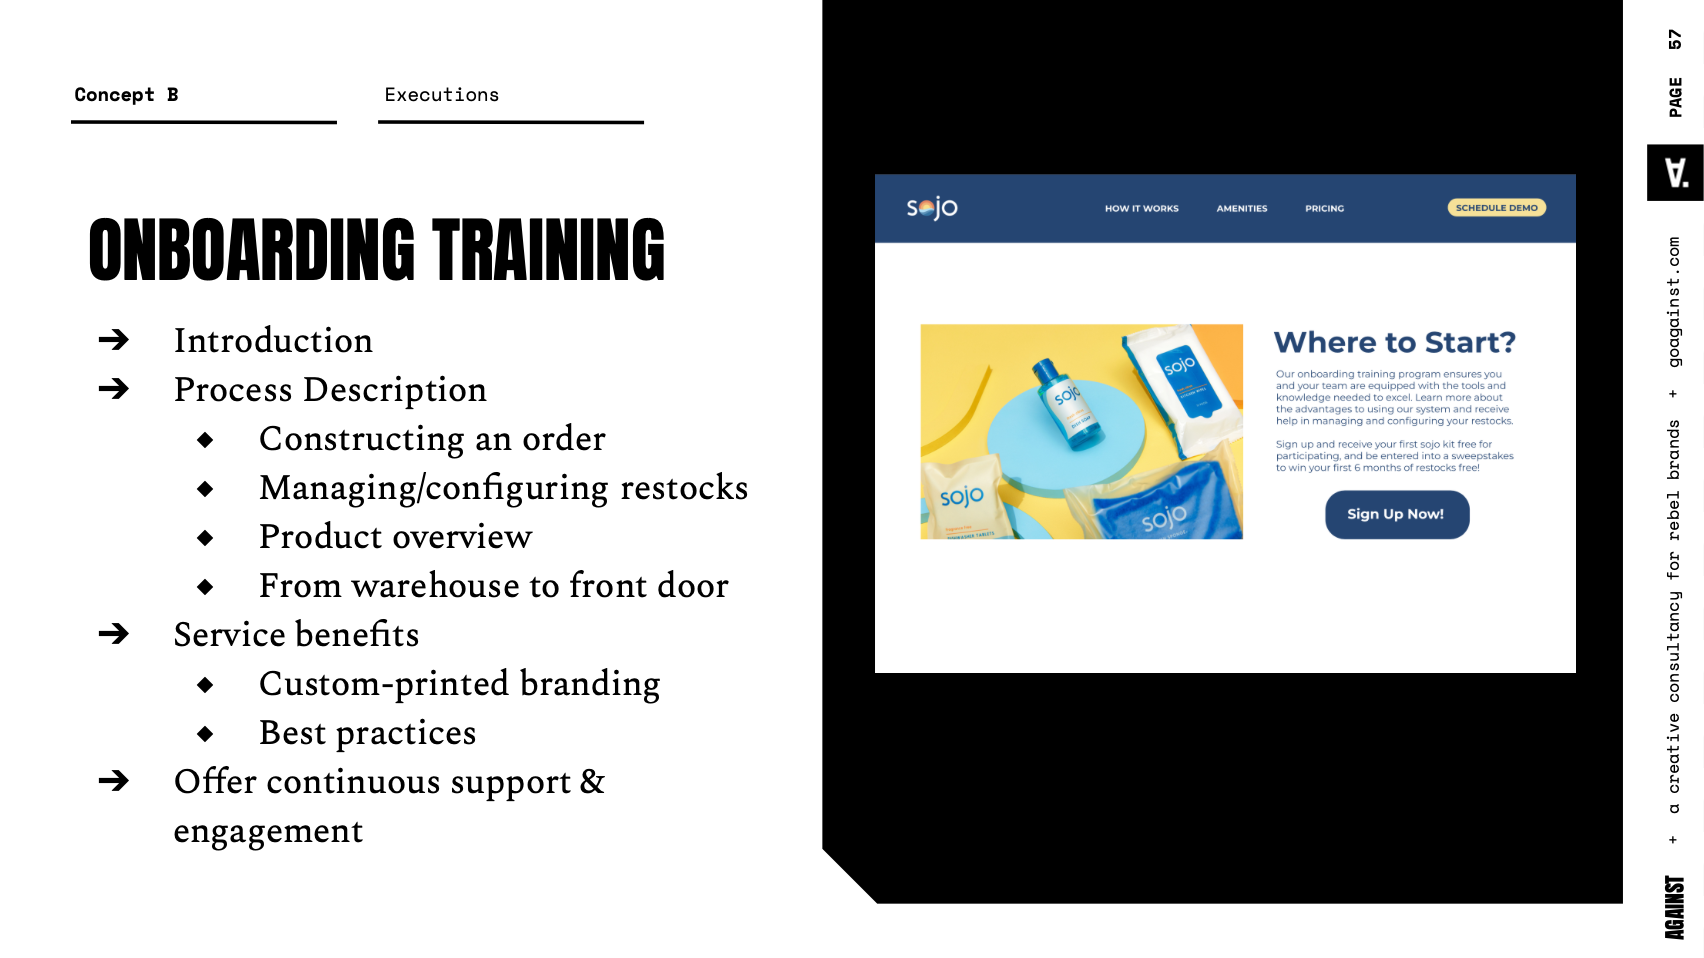 Concept B
Executions
ONBOARDING TRAINING
➔ Introduction
➔ Process Description
◆ Constructing an order
◆ Managing/configuring restocks
◆ Product overview
◆ From warehouse to front door
➔ Service benefits
◆ Custom-printed branding
◆ Best practices
➔ Offer continuous support &
engagement
sojo
HOW IT WORKS
AMENITIES
PRICING
SCHEDULE DEMO
sojo
sojo
sojo
sojo
Where to Start?
Our onboarding training program ensures you
and your team are equipped with the tools and
knowledge needed to excel. Learn more about
the advantages to using our system and receive
help in managing and configuring your restocks.
Sign up and receive your first sojo kit free for
participating, and be entered into a sweepstakes
to win your first 6 months of restocks free!
Sign Up Now!
AGAINST + a creative consultancy for rebel brands + goagainst.com
PAGE 57